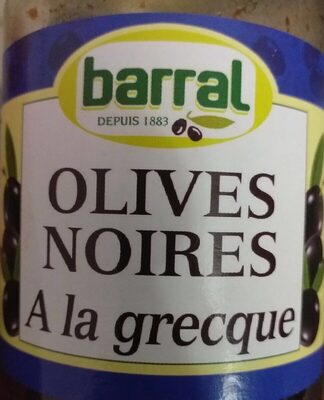 barral
DEPUIS 1883
OLIVES
NOIRES
A la grecque